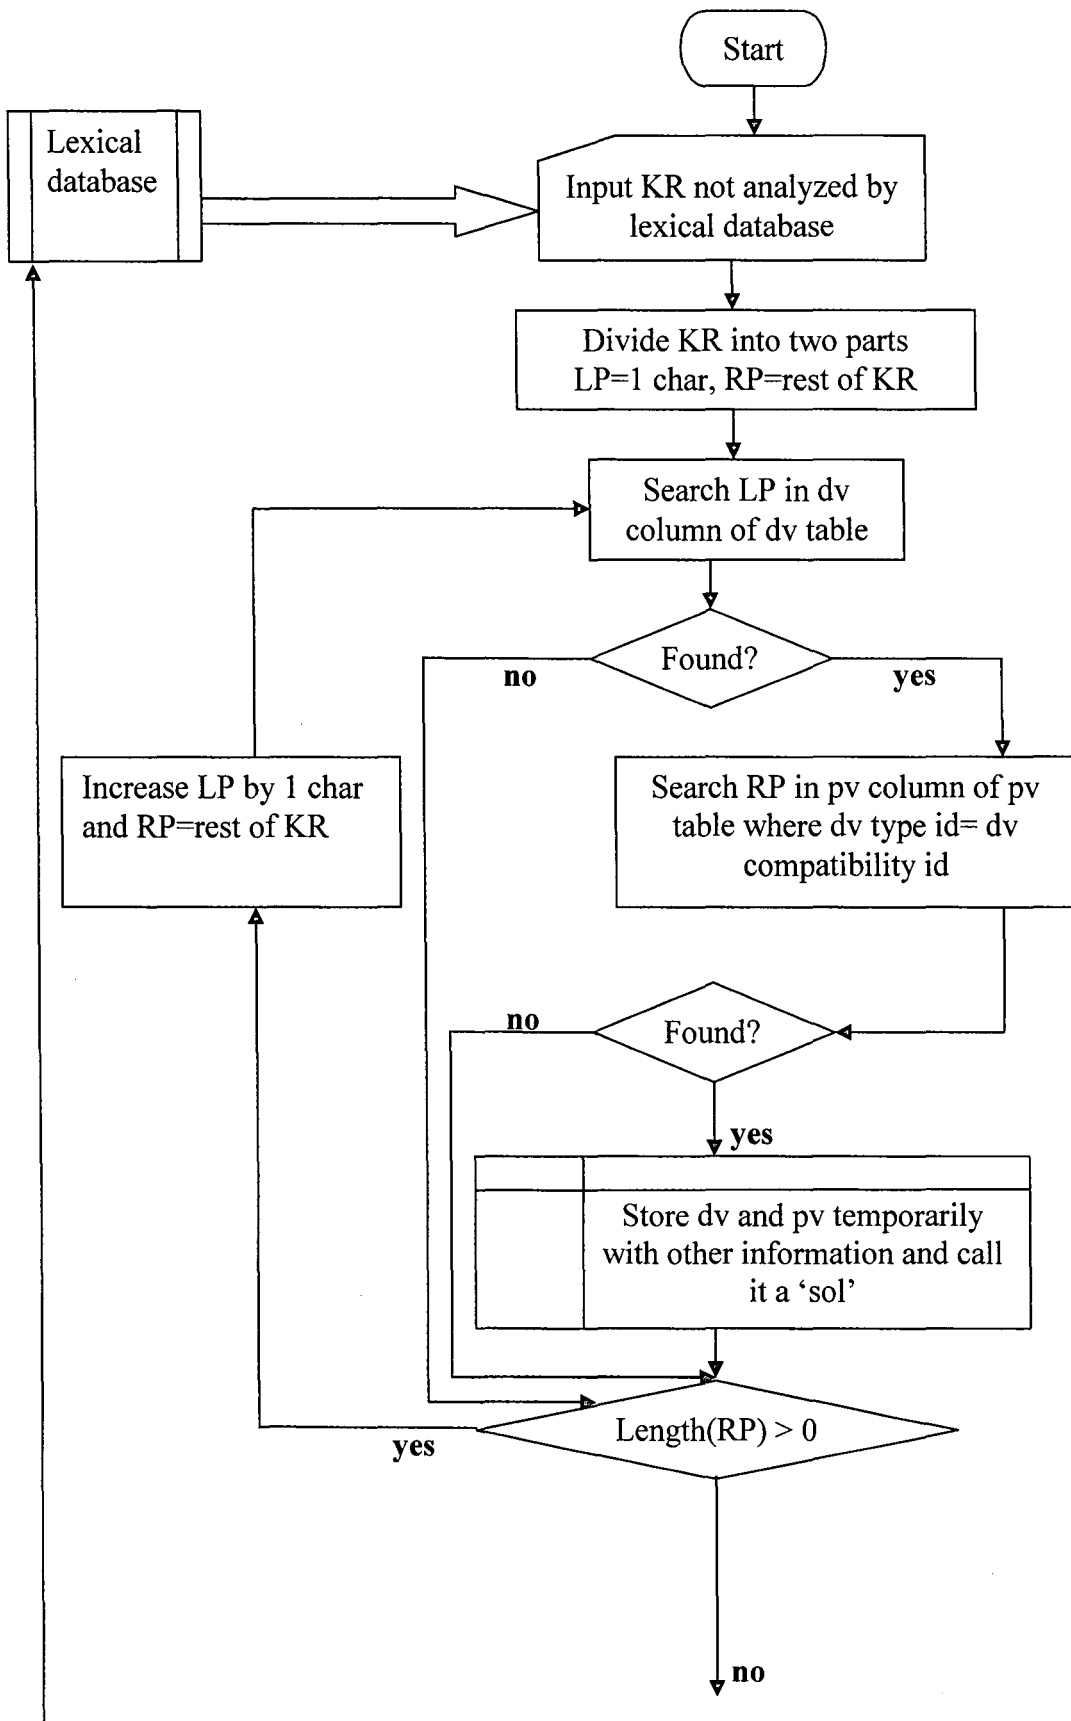 Start
Lexical
database
Input KR not analyzed by
lexical database
Divide KR into two parts
LP=1 char, RP=rest of KR
Search LP in dv
column of dv table
Found?
no
yes
Increase LP by 1 char
and RP=rest of KR
Search RP in pv column of pv
table where dv type id= dv
compatibility id
Found?
no
yes
Store dv and pv temporarily
with other information and call
it a ‘sol’
Length(RP) > 0
yes
no